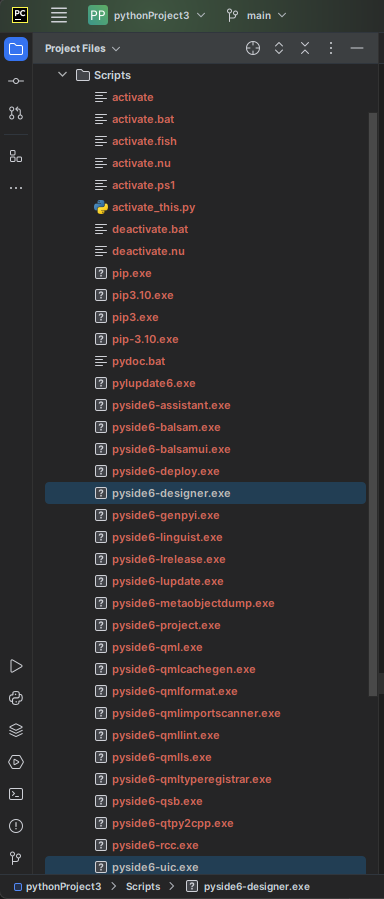 PC PP pythonProject3 main
Project Files
Scripts
activate
activate.bat
activate.fish
activate.nu
activate.ps1
activate_this.py
deactivate.bat
deactivate.nu
pip.exe
pip3.10.exe
pip3.exe
pip-3.10.exe
pydoc.bat
pylupdate6.exe
pyside6-assistant.exe
pyside6-balsam.exe
pyside6-balsamui.exe
pyside6-deploy.exe
pyside6-designer.exe
pyside6-genpyi.exe
pyside6-linguist.exe
pyside6-lrelease.exe
pyside6-lupdate.exe
pyside6-metaobjectdump.exe
pyside6-project.exe
pyside6-qml.exe
pyside6-qmlcachegen.exe
pyside6-qmlformat.exe
pyside6-qmlimportscanner.exe
pyside6-qmllint.exe
pyside6-qmlls.exe
pyside6-qmltyperegistrar.exe
pyside6-qsb.exe
pyside6-qtpy2cpp.exe
pyside6-rcc.exe
pyside6-uic.exe
pythonProject3 > Scripts > pyside6-designer.exe